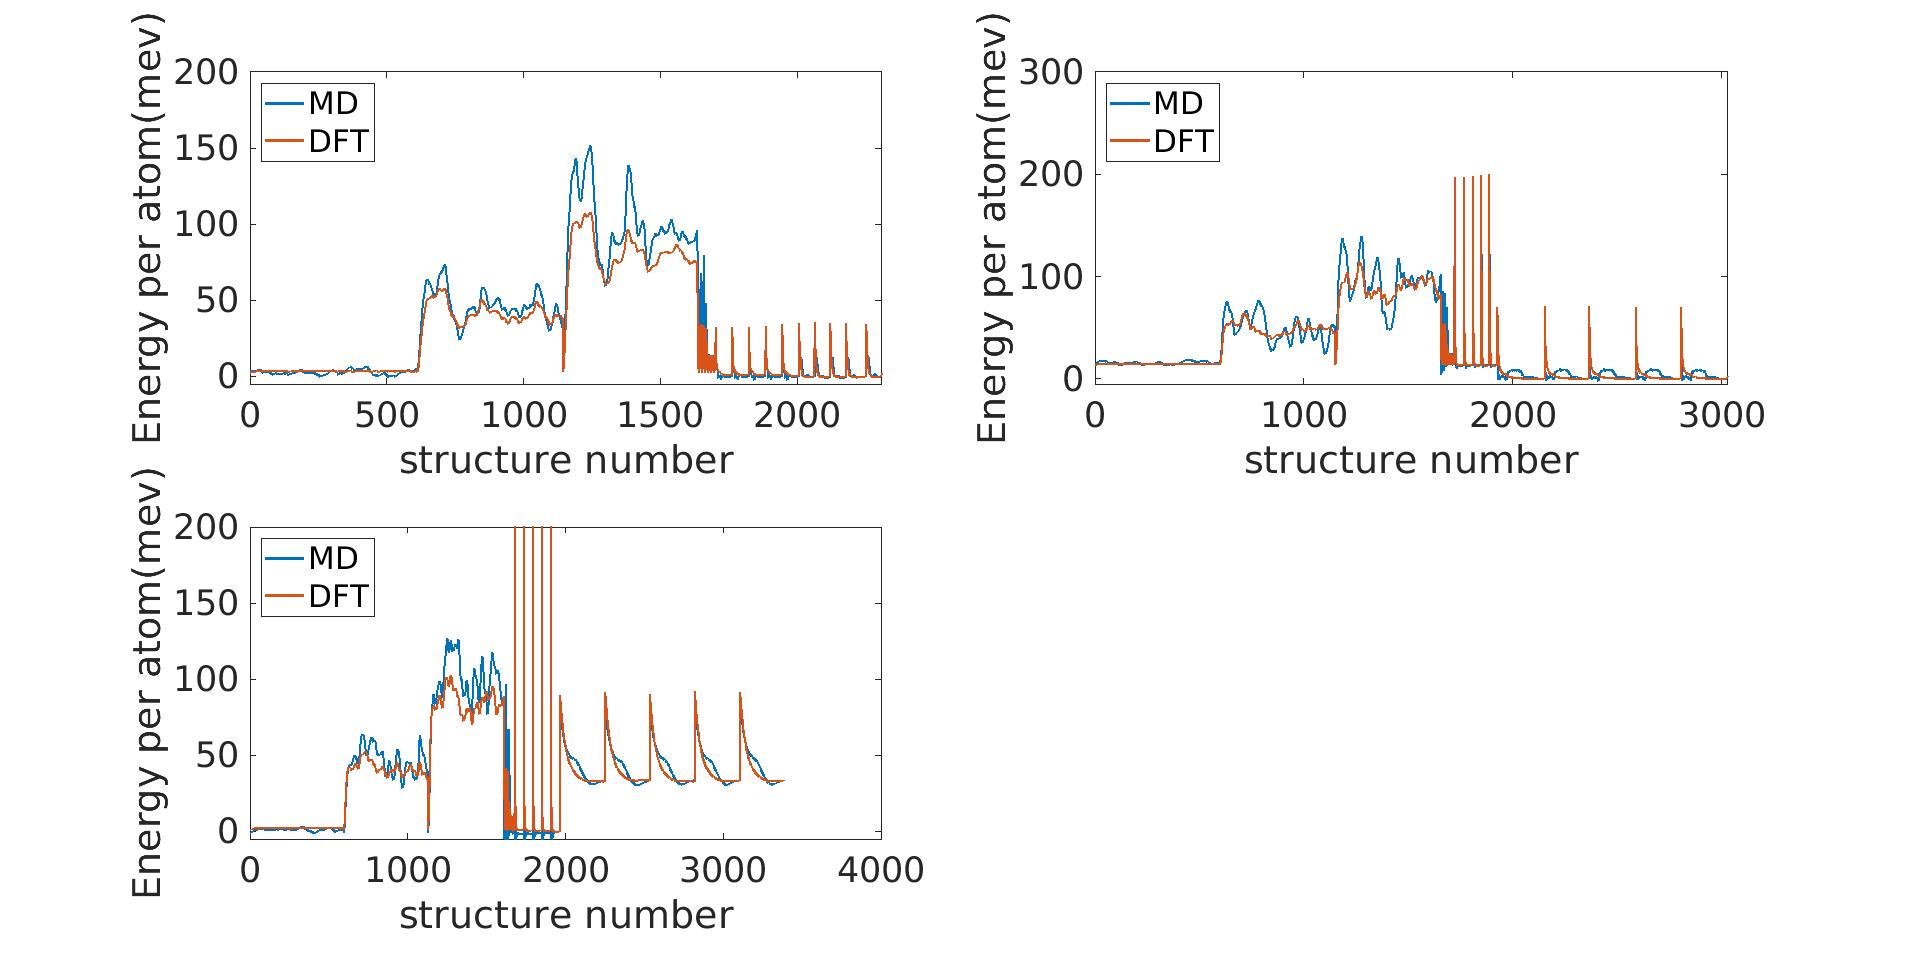 Energy per atom(mev)
200
150
100
50
0
MD
DFT
0 500 1000 1500 2000
structure number
Energy per atom(mev)
300
200
100
0
MD
DFT
0 1000 2000 3000
structure number
Energy per atom(mev)
200
150
100
50
0
MD
DFT
0 1000 2000 3000 4000
structure number